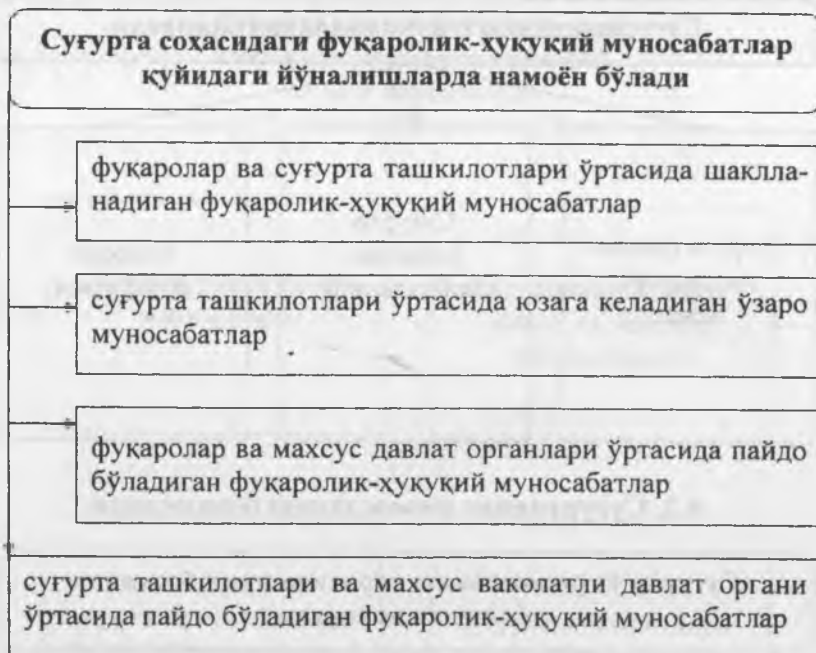 Суғурта соҳасидаги фуқаролик-ҳуқуқий муносабатлар
қуйидаги йўналишларда намоён бўлади
фуқаролар ва суғурта ташкилотлари ўртасида шаклла-
надиган фуқаролик-ҳуқуқий муносабатлар
суғурта ташкилотлари ўртасида юзага келадиган ўзаро
муносабатлар
фуқаролар ва махсус давлат органлари ўртасида пайдо
бўладиган фуқаролик-ҳуқуқий муносабатлар
суғурта ташкилотлари ва махсус ваколатли давлат органи
ўртасида пайдо бўладиган фуқаролик-ҳуқуқий муносабатлар